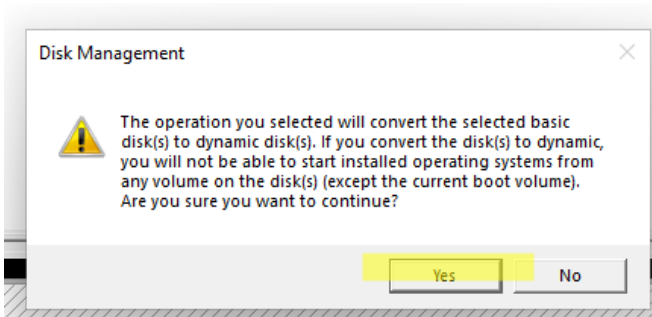 Disk Management
The operation you selected will convert the selected basic
disk(s) to dynamic disk(s). If you convert the disk(s) to dynamic,
you will not be able to start installed operating systems from
any volume on the disk(s) (except the current boot volume).
Are you sure you want to continue?
Yes No